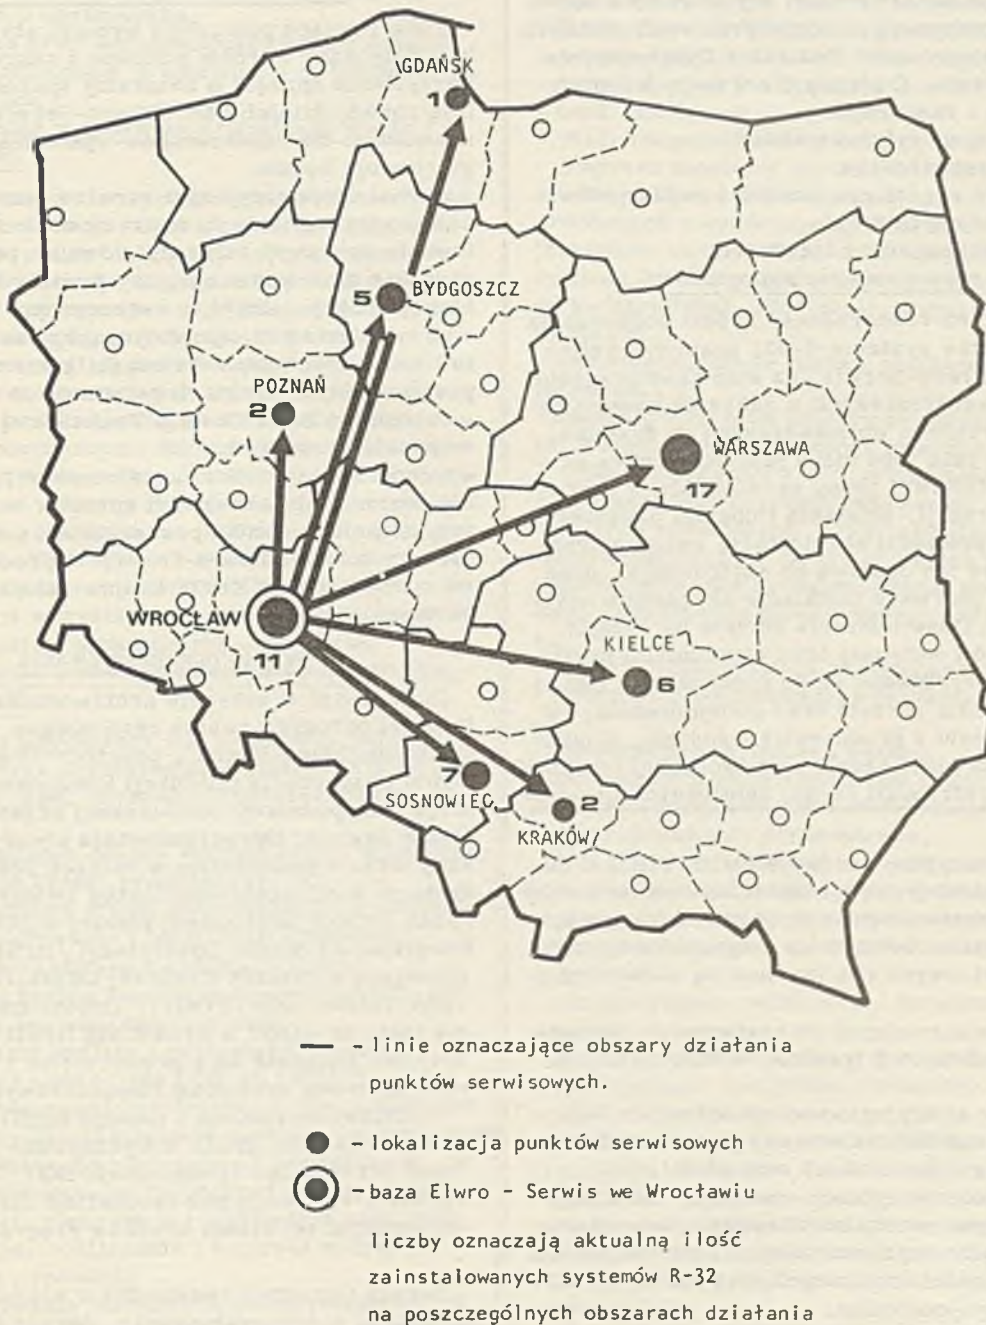 GDAŃSK
1
5 BYDGOSZCZ
POZNAŃ
2
WARSZAWA
17
WROCŁAW
11
KIELCE
6
7
SOSNOWIEC
2
KRAKÓW
— - linie oznaczające obszary działania
punktów serwisowych.
- lokalizacja punktów serwisowych
- baza Elwro - Serwis we Wrocławiu
liczby oznaczają aktualną ilość
zainstalowanych systemów R-32
na poszczególnych obszarach działania